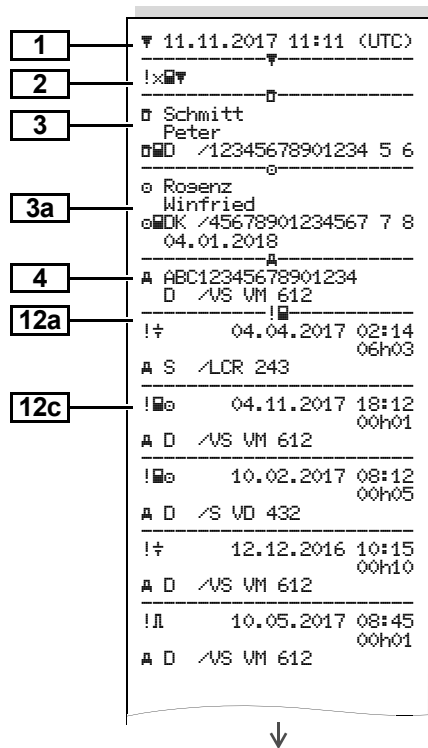 1
▼ 11.11.2017 11:11 (UTC)
----------▼----------
2
!×▼
3
Schmitt
Peter
D /12345678901234 5 6
3a
o Rogenz
Winfried
oDK /45678901234567 7 8
04.01.2018
4
A ABC12345678901234
D /VS VM 612
12a
!÷ 04.04.2017 02:14
06h03
A S /LCR 243
12c
!o 04.11.2017 18:12
00h01
A D /VS VM 612
!o 10.02.2017 08:12
00h05
A D /S VD 432
!÷ 12.12.2016 10:15
00h10
A D /VS VM 612
!Л 10.05.2017 08:45
00h01
A D /VS VM 612
↓